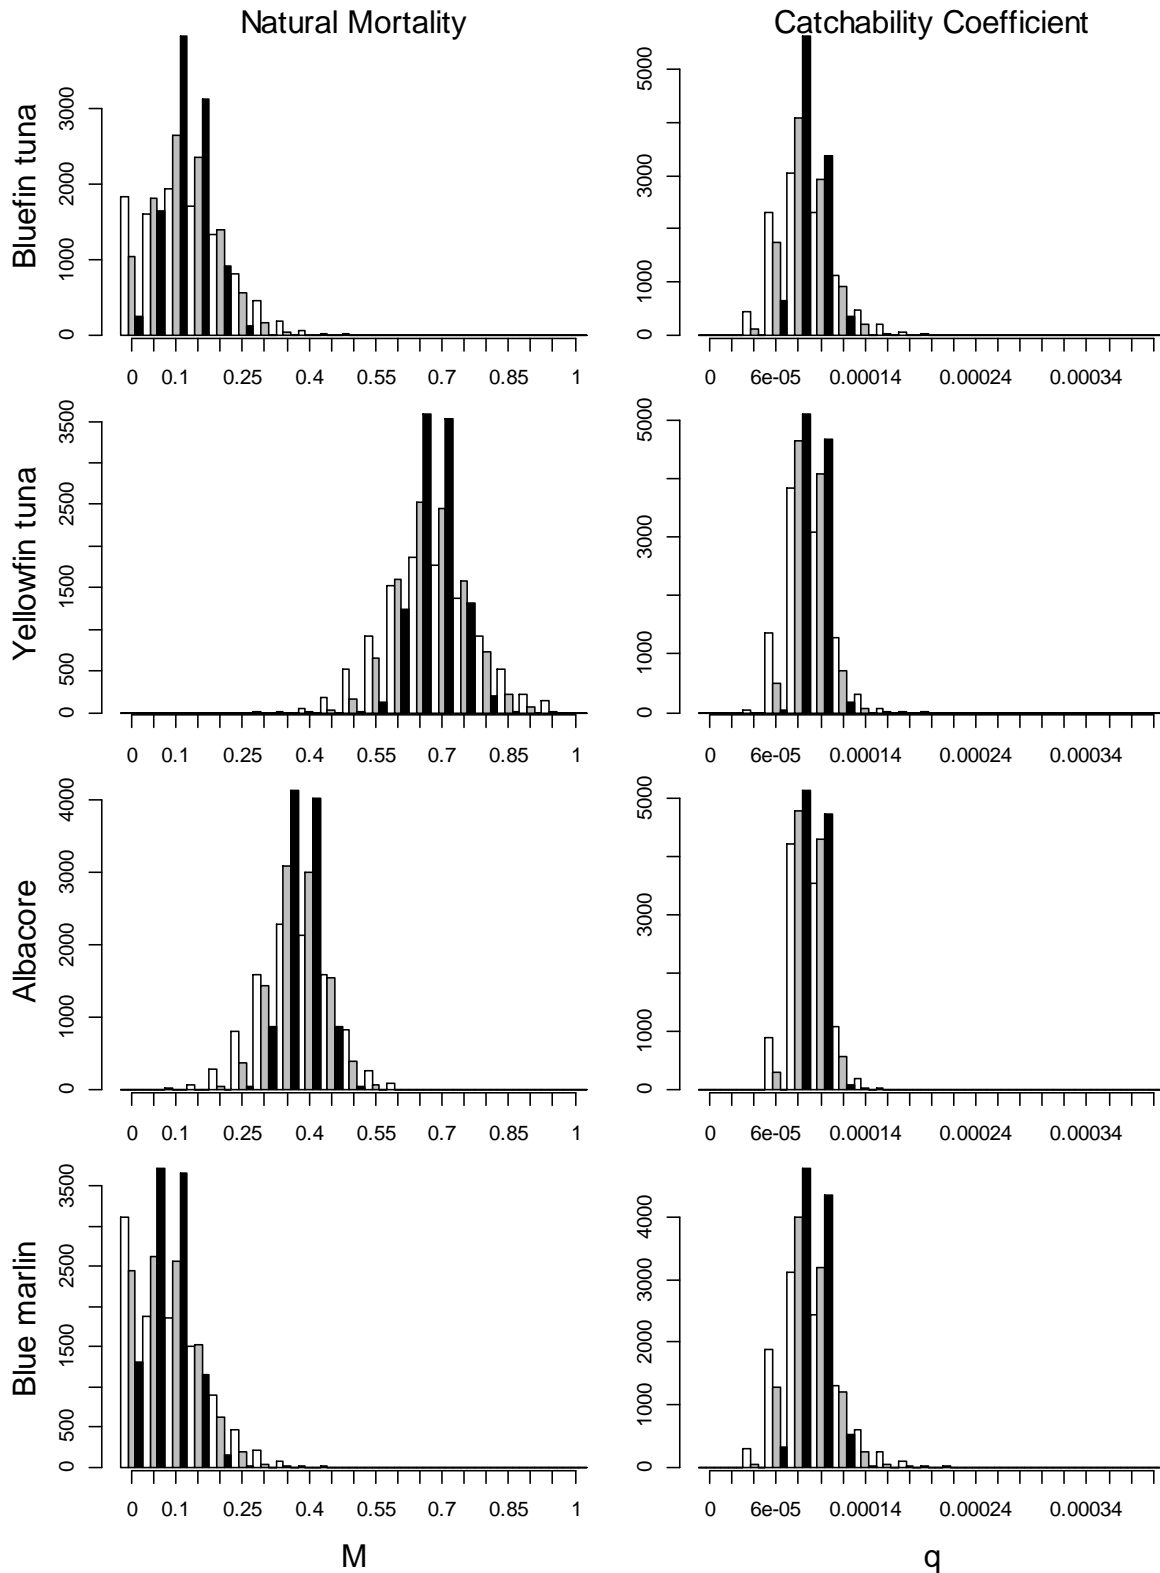 Natural Mortality
Catchability Coefficient
Bluefin tuna
0 1000 2000 3000
0 0.1 0.25 0.4 0.55 0.7 0.85 1
0 1000 3000 5000
0 6e-05 0.00014 0.00024 0.00034
Yellowfin tuna
0 500 1500 2500 3500
0 0.1 0.25 0.4 0.55 0.7 0.85 1
0 1000 3000 5000
0 6e-05 0.00014 0.00024 0.00034
Albacore
0 1000 2000 3000 4000
0 0.1 0.25 0.4 0.55 0.7 0.85 1
0 1000 3000 5000
0 6e-05 0.00014 0.00024 0.00034
Blue marlin
0 500 1500 2500 3500
0 0.1 0.25 0.4 0.55 0.7 0.85 1
0 1000 2000 3000 4000
0 6e-05 0.00014 0.00024 0.00034
M
q